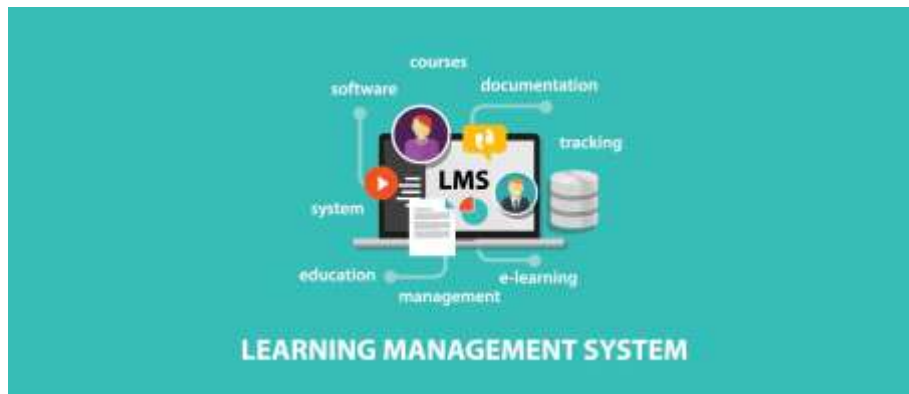 courses
software
documentation
tracking
LMS
system
education
e-learning
management
LEARNING MANAGEMENT SYSTEM